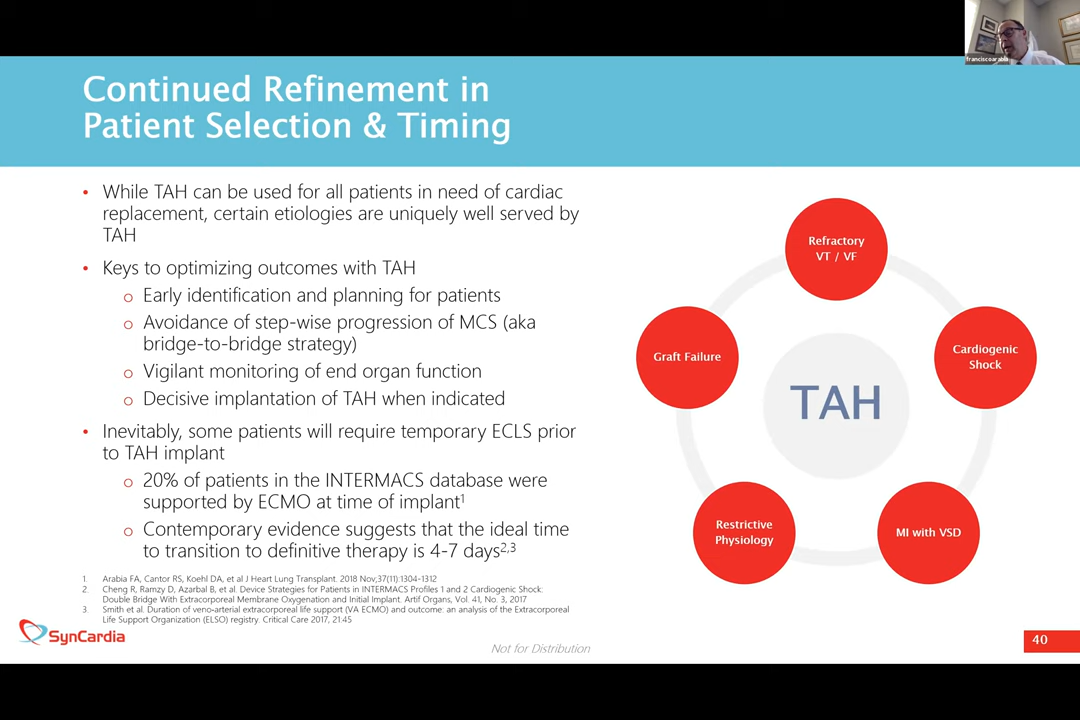 franciscoarabia
Continued Refinement in
Patient Selection & Timing
• While TAH can be used for all patients in need of cardiac
replacement, certain etiologies are uniquely well served by
TAH
• Keys to optimizing outcomes with TAH
o Early identification and planning for patients
o Avoidance of step-wise progression of MCS (aka
bridge-to-bridge strategy)
o Vigilant monitoring of end organ function
o Decisive implantation of TAH when indicated
• Inevitably, some patients will require temporary ECLS prior
to TAH implant
o 20% of patients in the INTERMACS database were
supported by ECMO at time of implant1
o Contemporary evidence suggests that the ideal time
to transition to definitive therapy is 4-7 days2,3
1. Arabia FA, Cantor RS, Koehl DA, et al J Heart Lung Transplant. 2018 Nov;37(11):1304-1312
2. Cheng R, Ramzy D, Azarbal B, et al. Device Strategies for Patients in INTERMACS Profiles 1 and 2 Cardiogenic Shock:
Double Bridge With Extracorporeal Membrane Oxygenation and Initial Implant. Artif Organs, Vol. 41, No. 3, 2017
3. Smith et al. Duration of veno-arterial extracorporeal life support (VA ECMO) and outcome: an analysis of the Extracorporeal
Life Support Organization (ELSO) registry. Critical Care 2017, 21:45
Refractory
VT / VF
Graft Failure
Cardiogenic
Shock
TAH
Restrictive
Physiology
MI with VSD
SynCardia
Not for Distribution
40